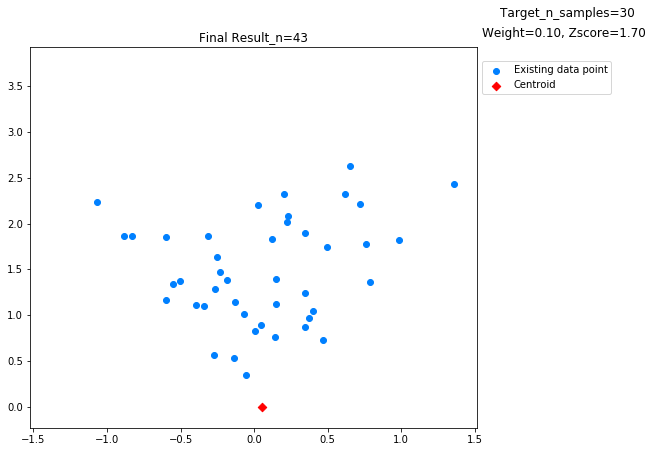 Target_n_samples=30
Weight=0.10, Zscore=1.70
Final Result_n=43
Existing data point
Centroid
3.5
3.0
2.5
2.0
1.5
1.0
0.5
0.0
−1.5 −1.0 −0.5 0.0 0.5 1.0 1.5